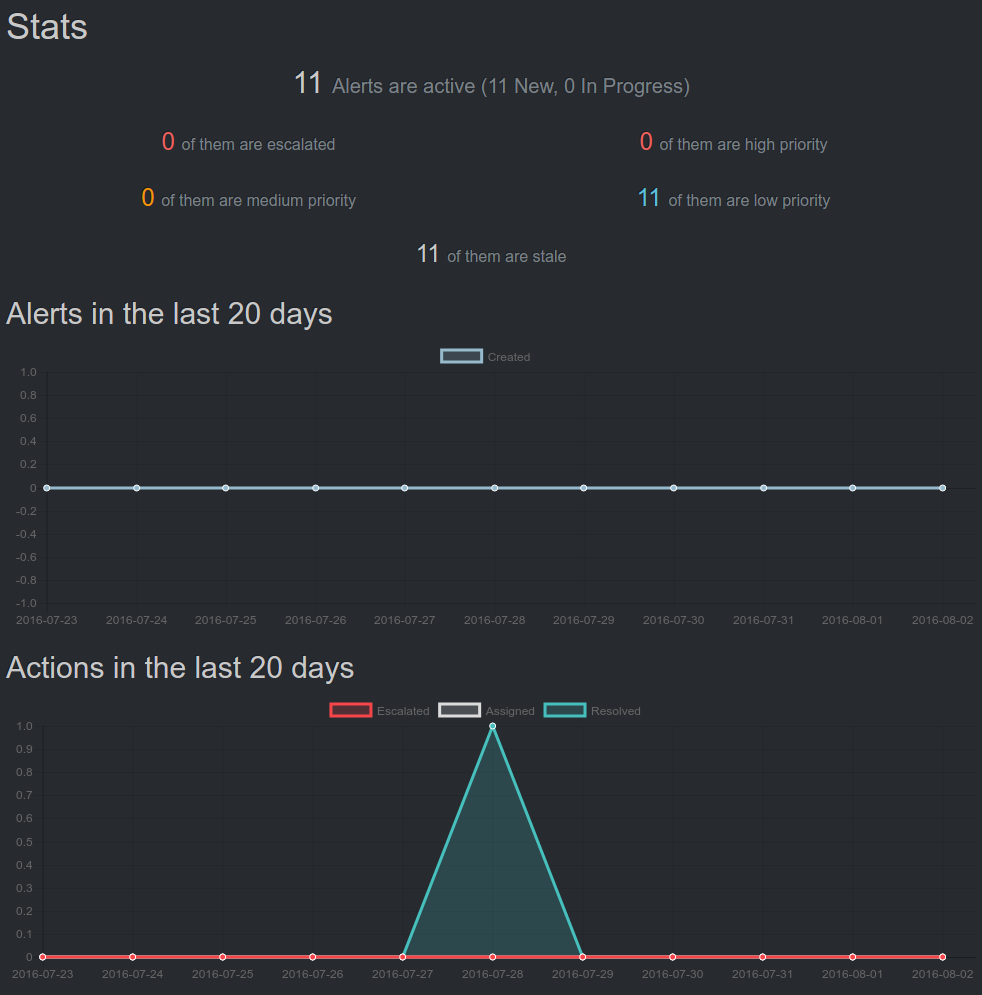 Stats
11 Alerts are active (11 New, 0 In Progress)
0 of them are escalated 0 of them are high priority
0 of them are medium priority 11 of them are low priority
11 of them are stale
Alerts in the last 20 days
Created
1.0
0.8
0.6
0.4
0.2
0
-0.2
-0.4
-0.6
-0.8
-1.0
2016-07-23 2016-07-24 2016-07-25 2016-07-26 2016-07-27 2016-07-28 2016-07-29 2016-07-30 2016-07-31 2016-08-01 2016-08-02
Actions in the last 20 days
Escalated Assigned Resolved
1.0
0.9
0.8
0.7
0.6
0.5
0.4
0.3
0.2
0.1
0
2016-07-23 2016-07-24 2016-07-25 2016-07-26 2016-07-27 2016-07-28 2016-07-29 2016-07-30 2016-07-31 2016-08-01 2016-08-02